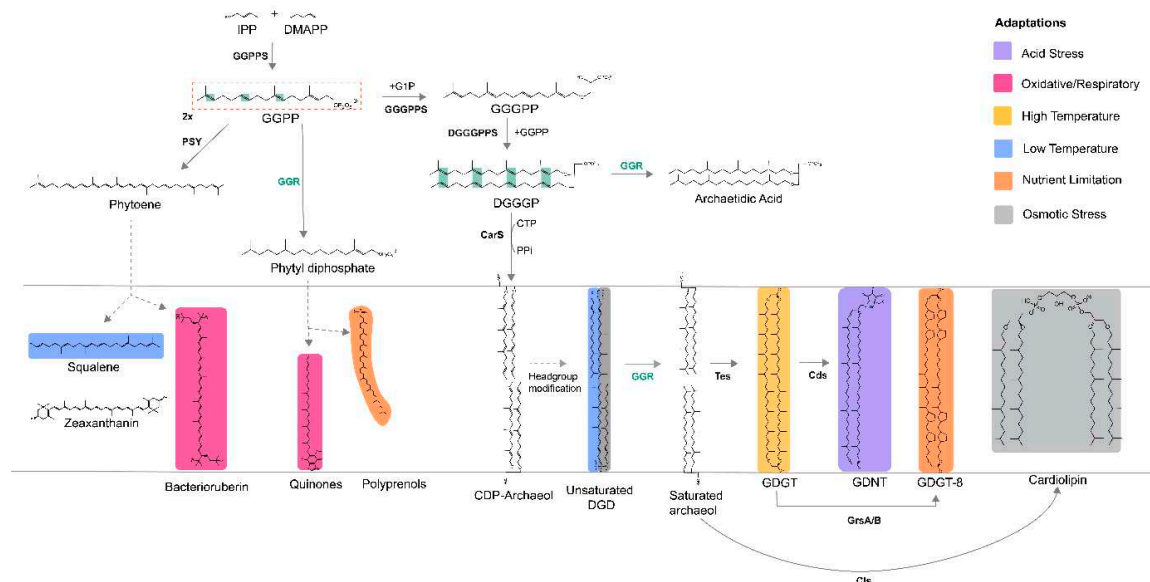 IPP + DMAPP
GGPPS
GGPP
2x
PSY
+G1P
GGGPPS
GGGPP
DGGGPPS +GGPP
DGGGP
GGR
Archaetidic Acid
GGR
Phytoene
Phytyl diphosphate
CarS
CTP
PPi
Adaptations
Acid Stress
Oxidative/Respiratory
High Temperature
Low Temperature
Nutrient Limitation
Osmotic Stress
Squalene
Zeaxanthanin
Bacterioruberin
Quinones
Polyprenols
CDP-Archaeol
Headgroup
modification
Unsaturated
DGD
GGR
Saturated
archaeol
Tes
GDGT
Cds
GDNT
GDGT-8
GrsA/B
Cardiolipin
Cls